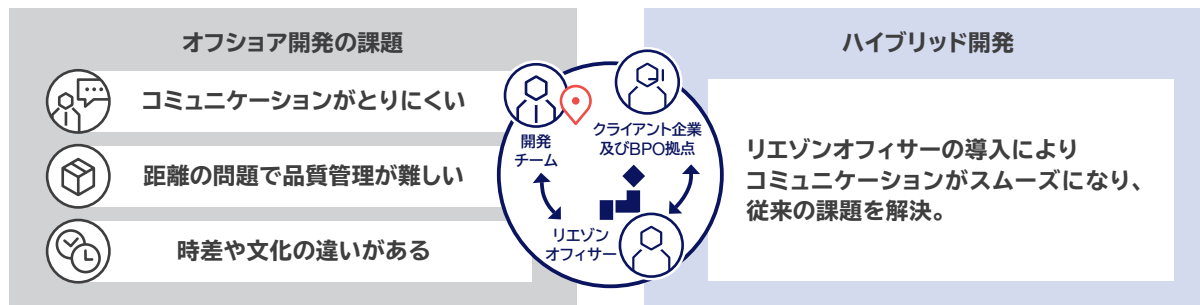 オフショア開発の課題
コミュニケーションがとりにくい
距離の問題で品質管理が難しい
時差や文化の違いがある
開発
チーム
クライアント企業
及びBPO拠点
リエゾン
オフィサー
ハイブリッド開発
リエゾンオフィサーの導入により
コミュニケーションがスムーズになり、
従来の課題を解決。